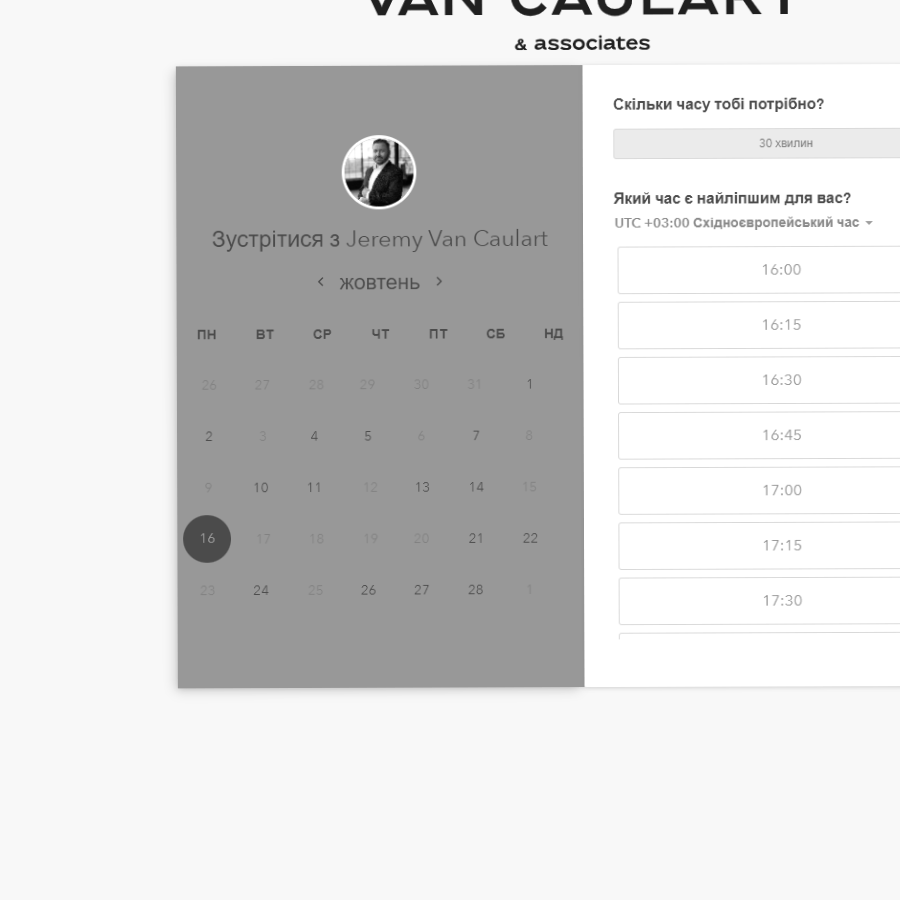 VAN CAULART
& associates
Зустрітися з Jeremy Van Caulart
жовтень
ПН ВТ СР ЧТ ПТ СБ НД
26 27 28 29 30 31 1
2 3 4 5 6 7 8
9 10 11 12 13 14 15
16 17 18 19 20 21 22
23 24 25 26 27 28 1
Скільки часу тобі потрібно?
30 хвилин
Який час є найліпшим для вас?
UTC +03:00 Східноєвропейський час
16:00
16:15
16:30
16:45
17:00
17:15
17:30